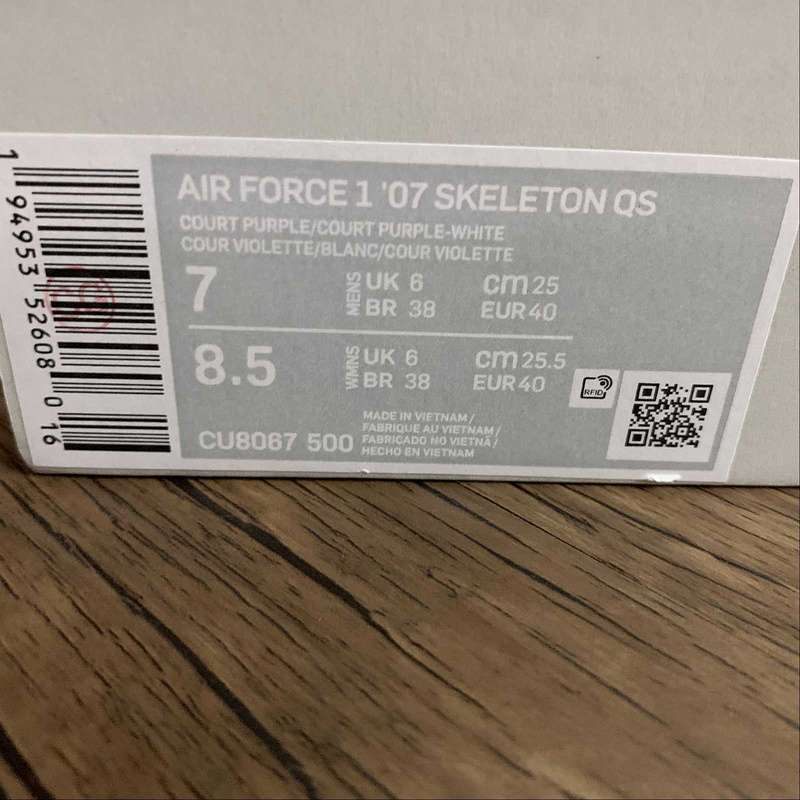 AIR FORCE 1 '07 SKELETON QS
COURT PURPLE/COURT PURPLE-WHITE
COUR VIOLETTE/BLANC/COUR VIOLETTE
7 MENS UK 6 cm 25
BR 38 EUR 40
8.5 WMNS UK 6 cm 25.5
BR 38 EUR 40
RFID
CU8067 500
MADE IN VIETNAM/
FABRIQUE AU VIETNAM/
FABRICADO NO VIETNÃ/
HECHO EN VIETNAM
1 94953 52608 0 16